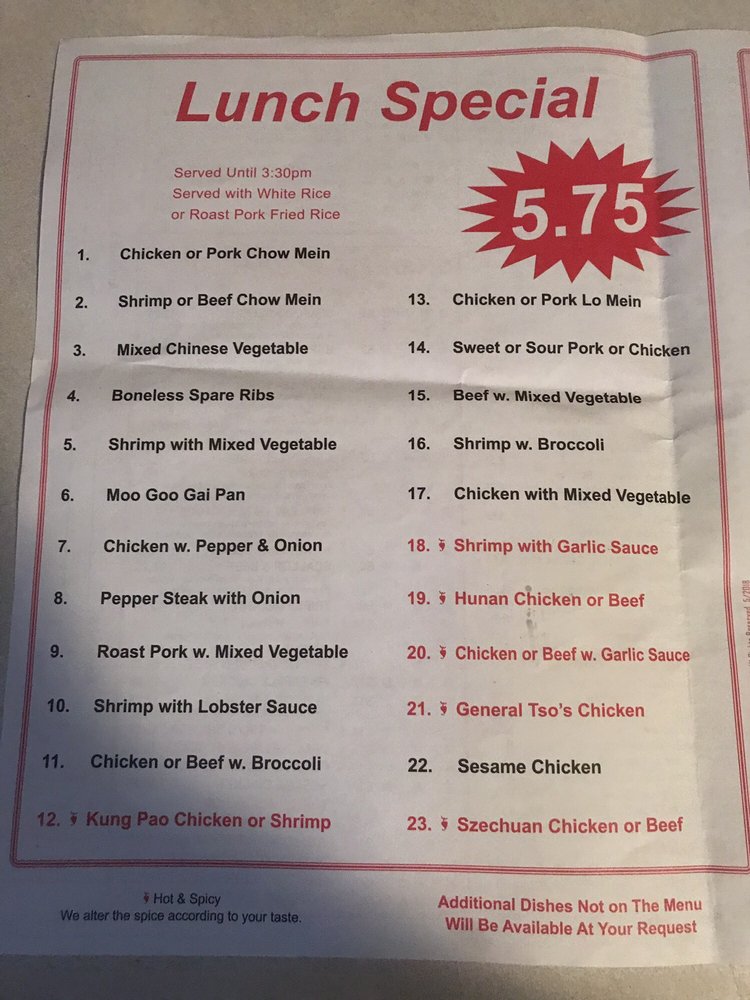 Lunch Special
Served Until 3:30pm
Served with White Rice
or Roast Pork Fried Rice
5.75
1. Chicken or Pork Chow Mein
2. Shrimp or Beef Chow Mein
3. Mixed Chinese Vegetable
4. Boneless Spare Ribs
5. Shrimp with Mixed Vegetable
6. Moo Goo Gai Pan
7. Chicken w. Pepper & Onion
8. Pepper Steak with Onion
9. Roast Pork w. Mixed Vegetable
10. Shrimp with Lobster Sauce
11. Chicken or Beef w. Broccoli
12. Kung Pao Chicken or Shrimp
13. Chicken or Pork Lo Mein
14. Sweet or Sour Pork or Chicken
15. Beef w. Mixed Vegetable
16. Shrimp w. Broccoli
17. Chicken with Mixed Vegetable
18. Shrimp with Garlic Sauce
19. Hunan Chicken or Beef
20. Chicken or Beef w. Garlic Sauce
21. General Tso's Chicken
22. Sesame Chicken
23. Szechuan Chicken or Beef
Hot & Spicy
We alter the spice according to your taste.
Additional Dishes Not on The Menu
Will Be Available At Your Request